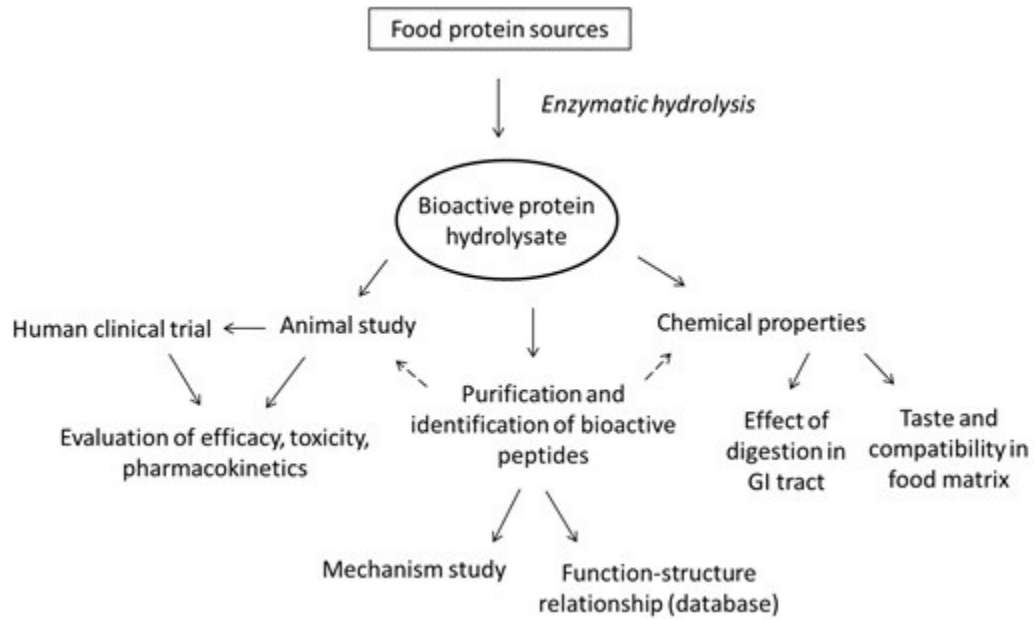 Food protein sources
Enzymatic hydrolysis
Bioactive protein
hydrolysate
Human clinical trial
Animal study
Chemical properties
Purification and
identification of bioactive
peptides
Evaluation of efficacy, toxicity,
pharmacokinetics
Effect of
digestion in
GI tract
Taste and
compatibility in
food matrix
Mechanism study
Function-structure
relationship (database)